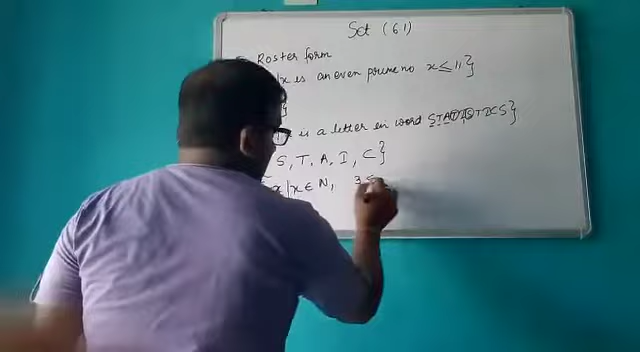 Set (61)
Roster form
x is an even prime no x ≤ 11}
}
x is a letter in word STATISTICS}
S, T, A, I, C}
x | x ∈ N, 3 ≤